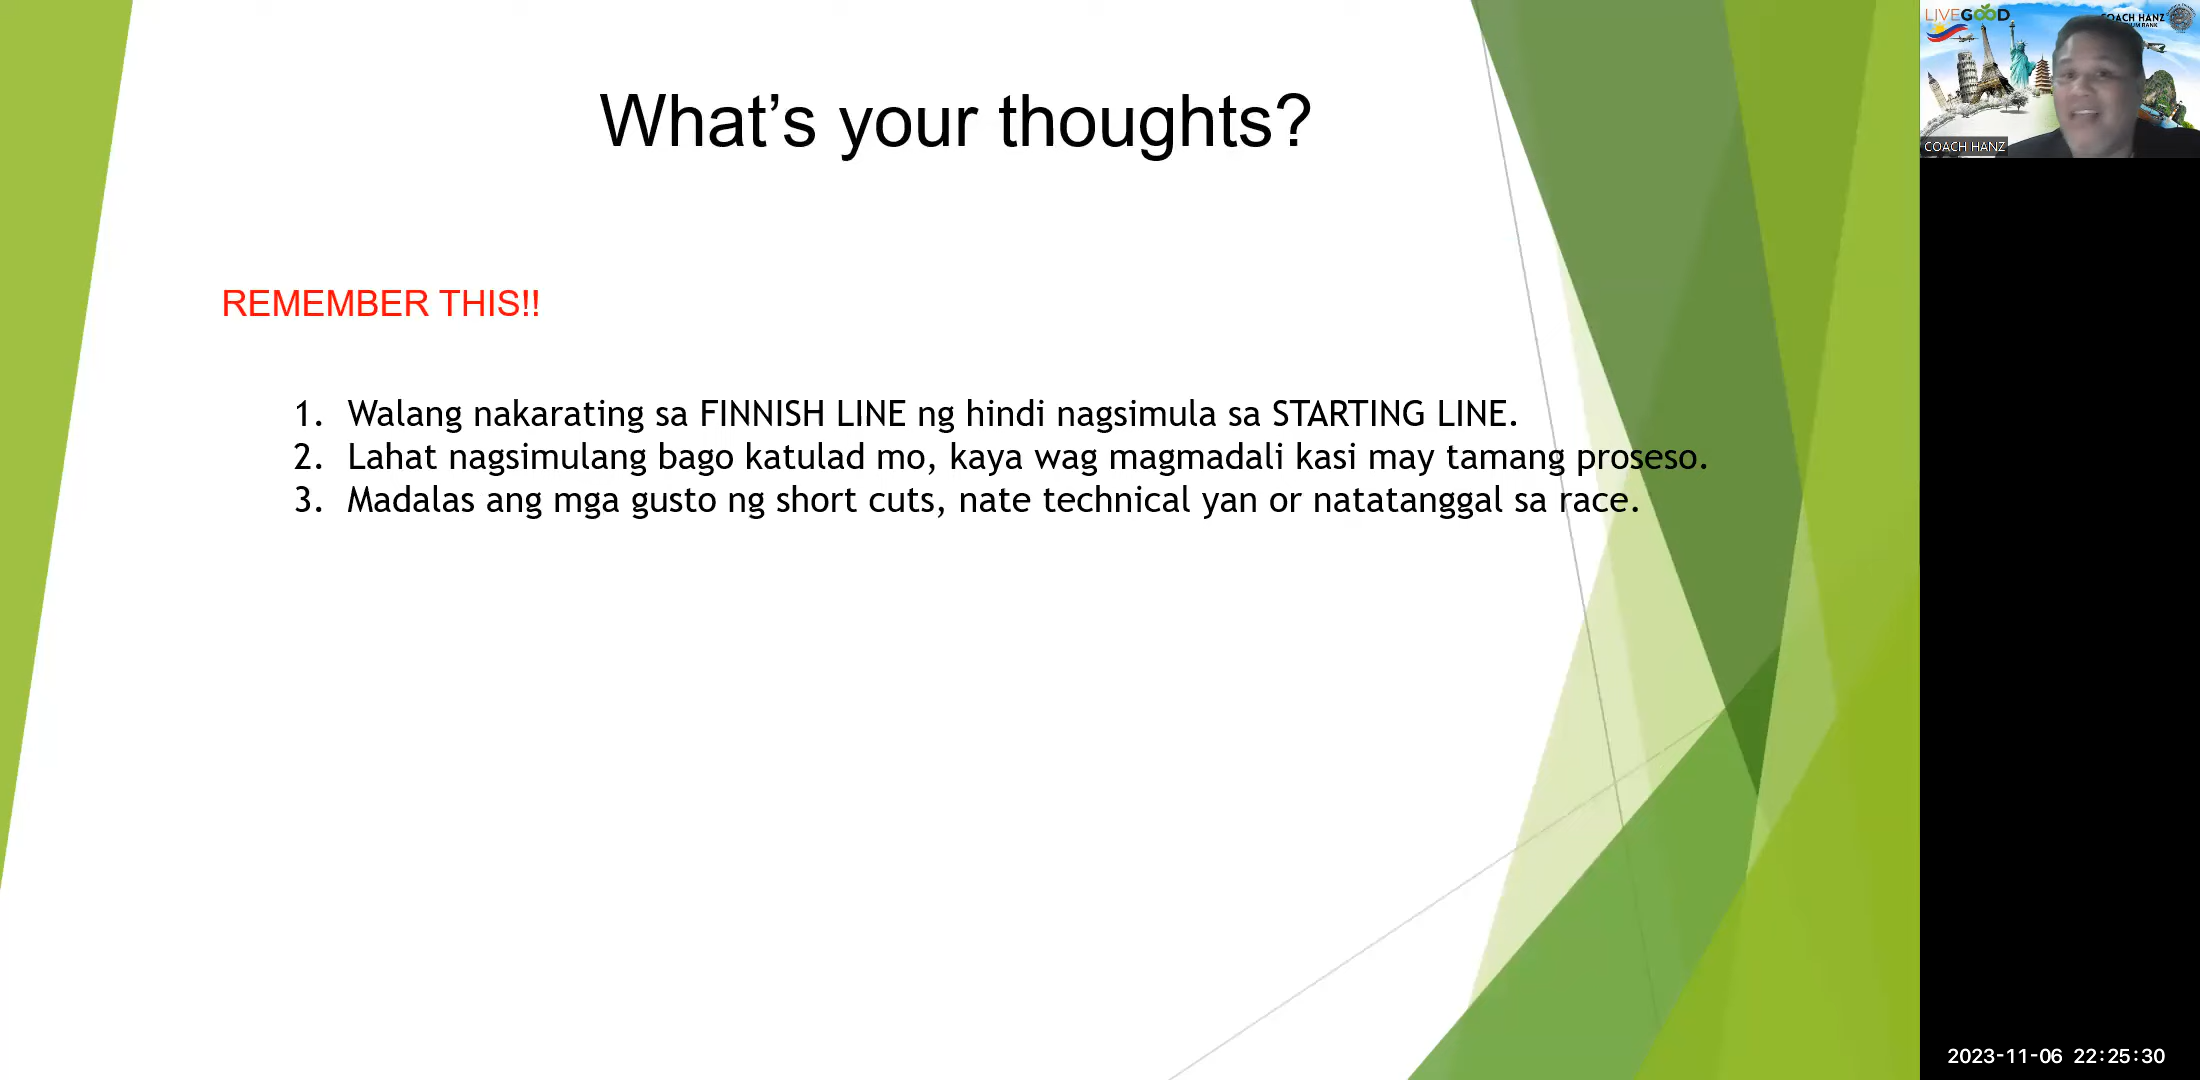 What’s your thoughts?
REMEMBER THIS!!
1. Walang nakarating sa FINNISH LINE ng hindi nagsimula sa STARTING LINE.
2. Lahat nagsimulang bago katulad mo, kaya wag magmadali kasi may tamang proseso.
3. Madalas ang mga gusto ng short cuts, nate technical yan or natatanggal sa race.
LIVEGOOD
COACH HANZ
COACH HANZ
2023-11-06 22:25:30